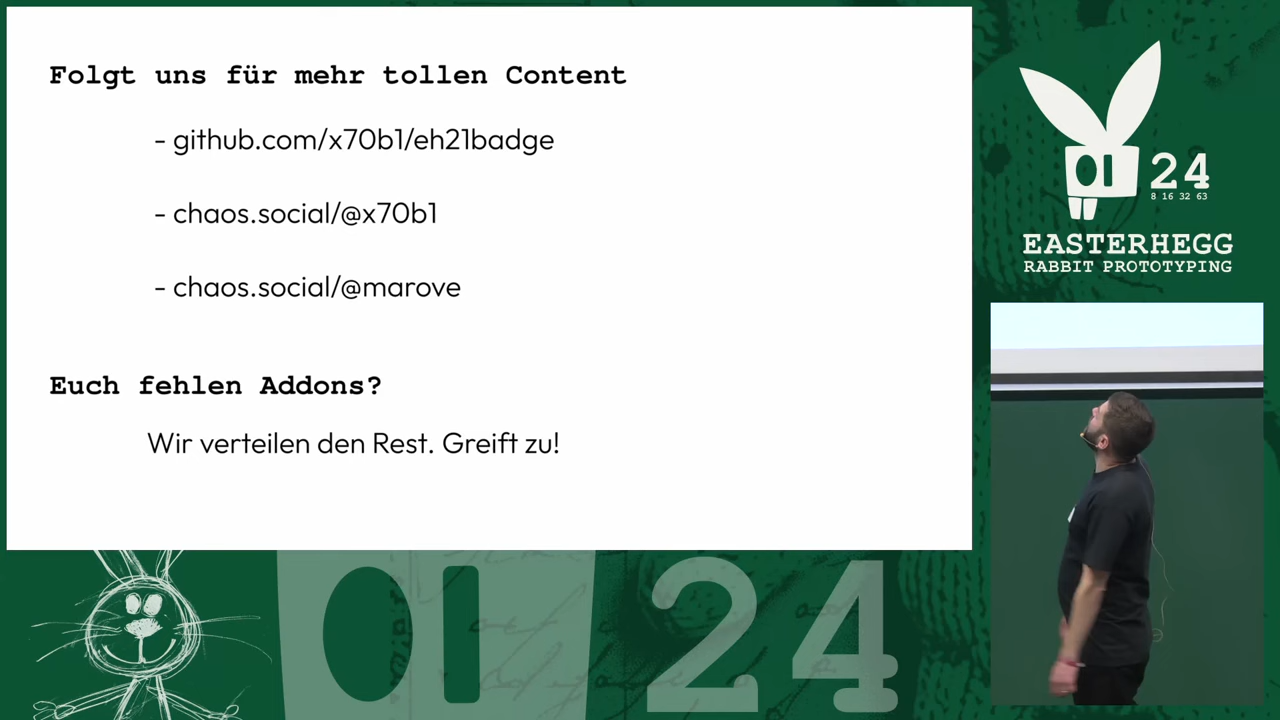 Folgt uns für mehr tollen Content
- github.com/x70b1/eh21badge
- chaos.social/@x70b1
- chaos.social/@marove
Euch fehlen Addons?
Wir verteilen den Rest. Greift zu!
24
8 16 32 63
EASTERHEGG
RABBIT PROTOTYPING
24